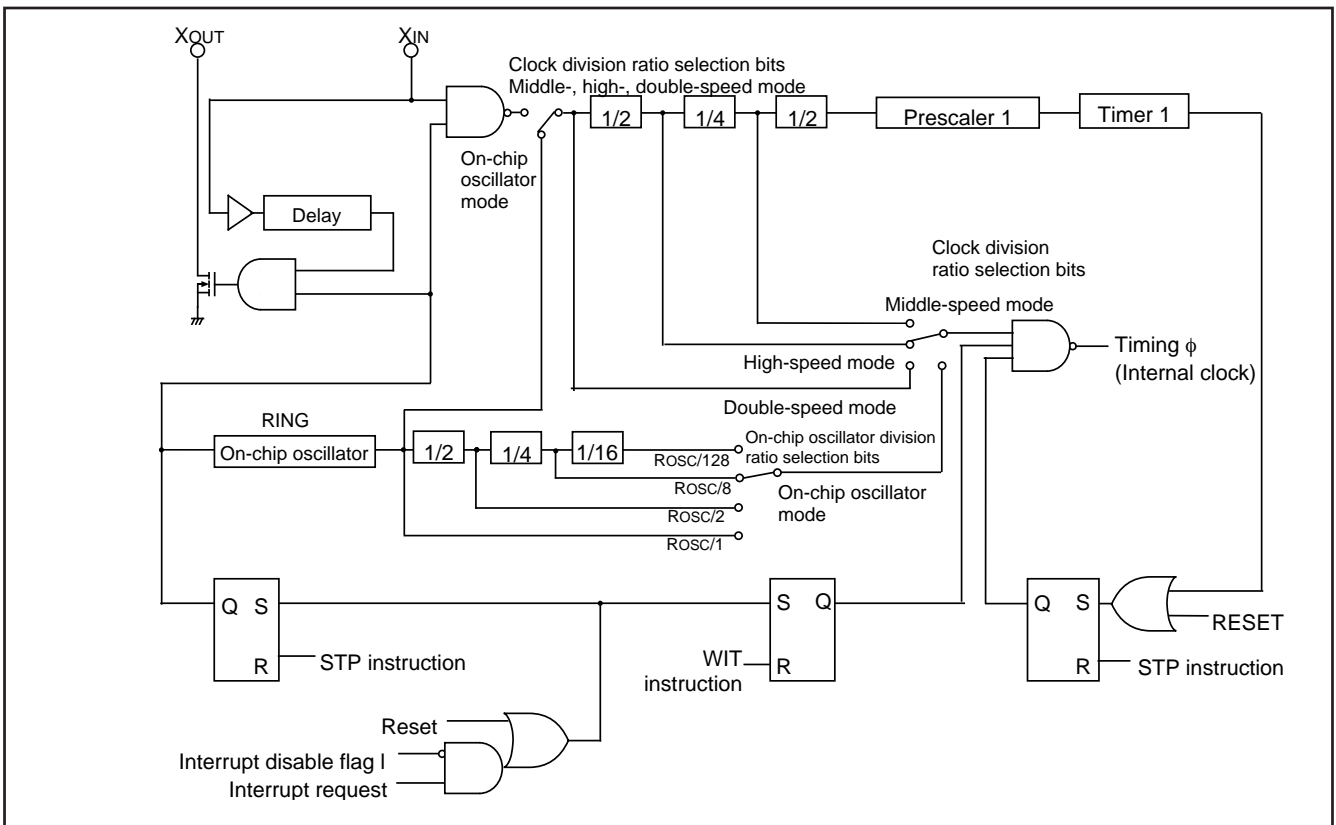 XOUT
XIN
Clock division ratio selection bits
Middle-, high-, double-speed mode
1/2
1/4
1/2
Prescaler 1
Timer 1
On-chip
oscillator
mode
Delay
Clock division
ratio selection bits
Middle-speed mode
High-speed mode
Timing ϕ
(Internal clock)
Double-speed mode
RING
On-chip oscillator
1/2
1/4
1/16
ROSC/128
On-chip oscillator division
ratio selection bits
ROSC/8
On-chip oscillator
mode
ROSC/2
ROSC/1
Q S
R
STP instruction
S Q
R
WIT
instruction
Q S
R
RESET
STP instruction
Reset
Interrupt disable flag I
Interrupt request